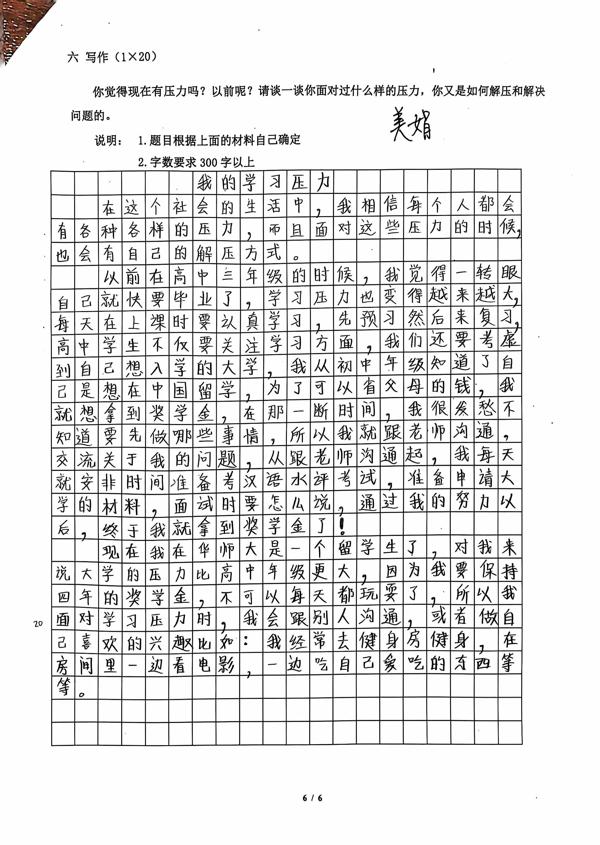 六 写作（1×20）
你觉得现在有压力吗？以前呢？请谈一谈你面对过什么样的压力，你又是如何解压和解决
问题的。
美娟
说明： 1.题目根据上面的材料自己确定
2.字数要求 300 字以上
我的学习压力
在这个社会的生活中，我相信每个人都会
有各种各样的压力，而且面对这些压力的时候，
也会有自己的解压方式。
以前在高中三年级的时候，我觉得一转眼
自己就快要毕业了，学习压力也变得越来越大，
每天在上课时要认真学习，先预习然后来复习，
高中学生不仅要关注学习方面，我们还要考虑
到自己想入学的大学，我从初中年级知道了自
己是想在中国留学，为了可以省父母的钱，我
就想拿到奖学金，在那一断时间，我很发愁不
知道要先做哪些事情，所以我就跟老师沟通，
交流关于我的问题，从跟老师沟通起，我每天
就安非时间准备考汉语水评考试，准备申请大
学的材料，面试时要怎么说，通过我的努力以
后，终于我就拿到奖学金了！
现在我在华师大是一个留学生了，对我来
说大学的压力比高中年级更大，因为我要保持
四年的奖学金，不可以每天都玩耍了，所以我
面对学习压力时，我会跟别人沟通，或者做自
20
己喜欢的兴趣比如：我经常去健身房健身，在
房间里一边看电影，一边吃自己爱吃的东西等
等。
6 / 6